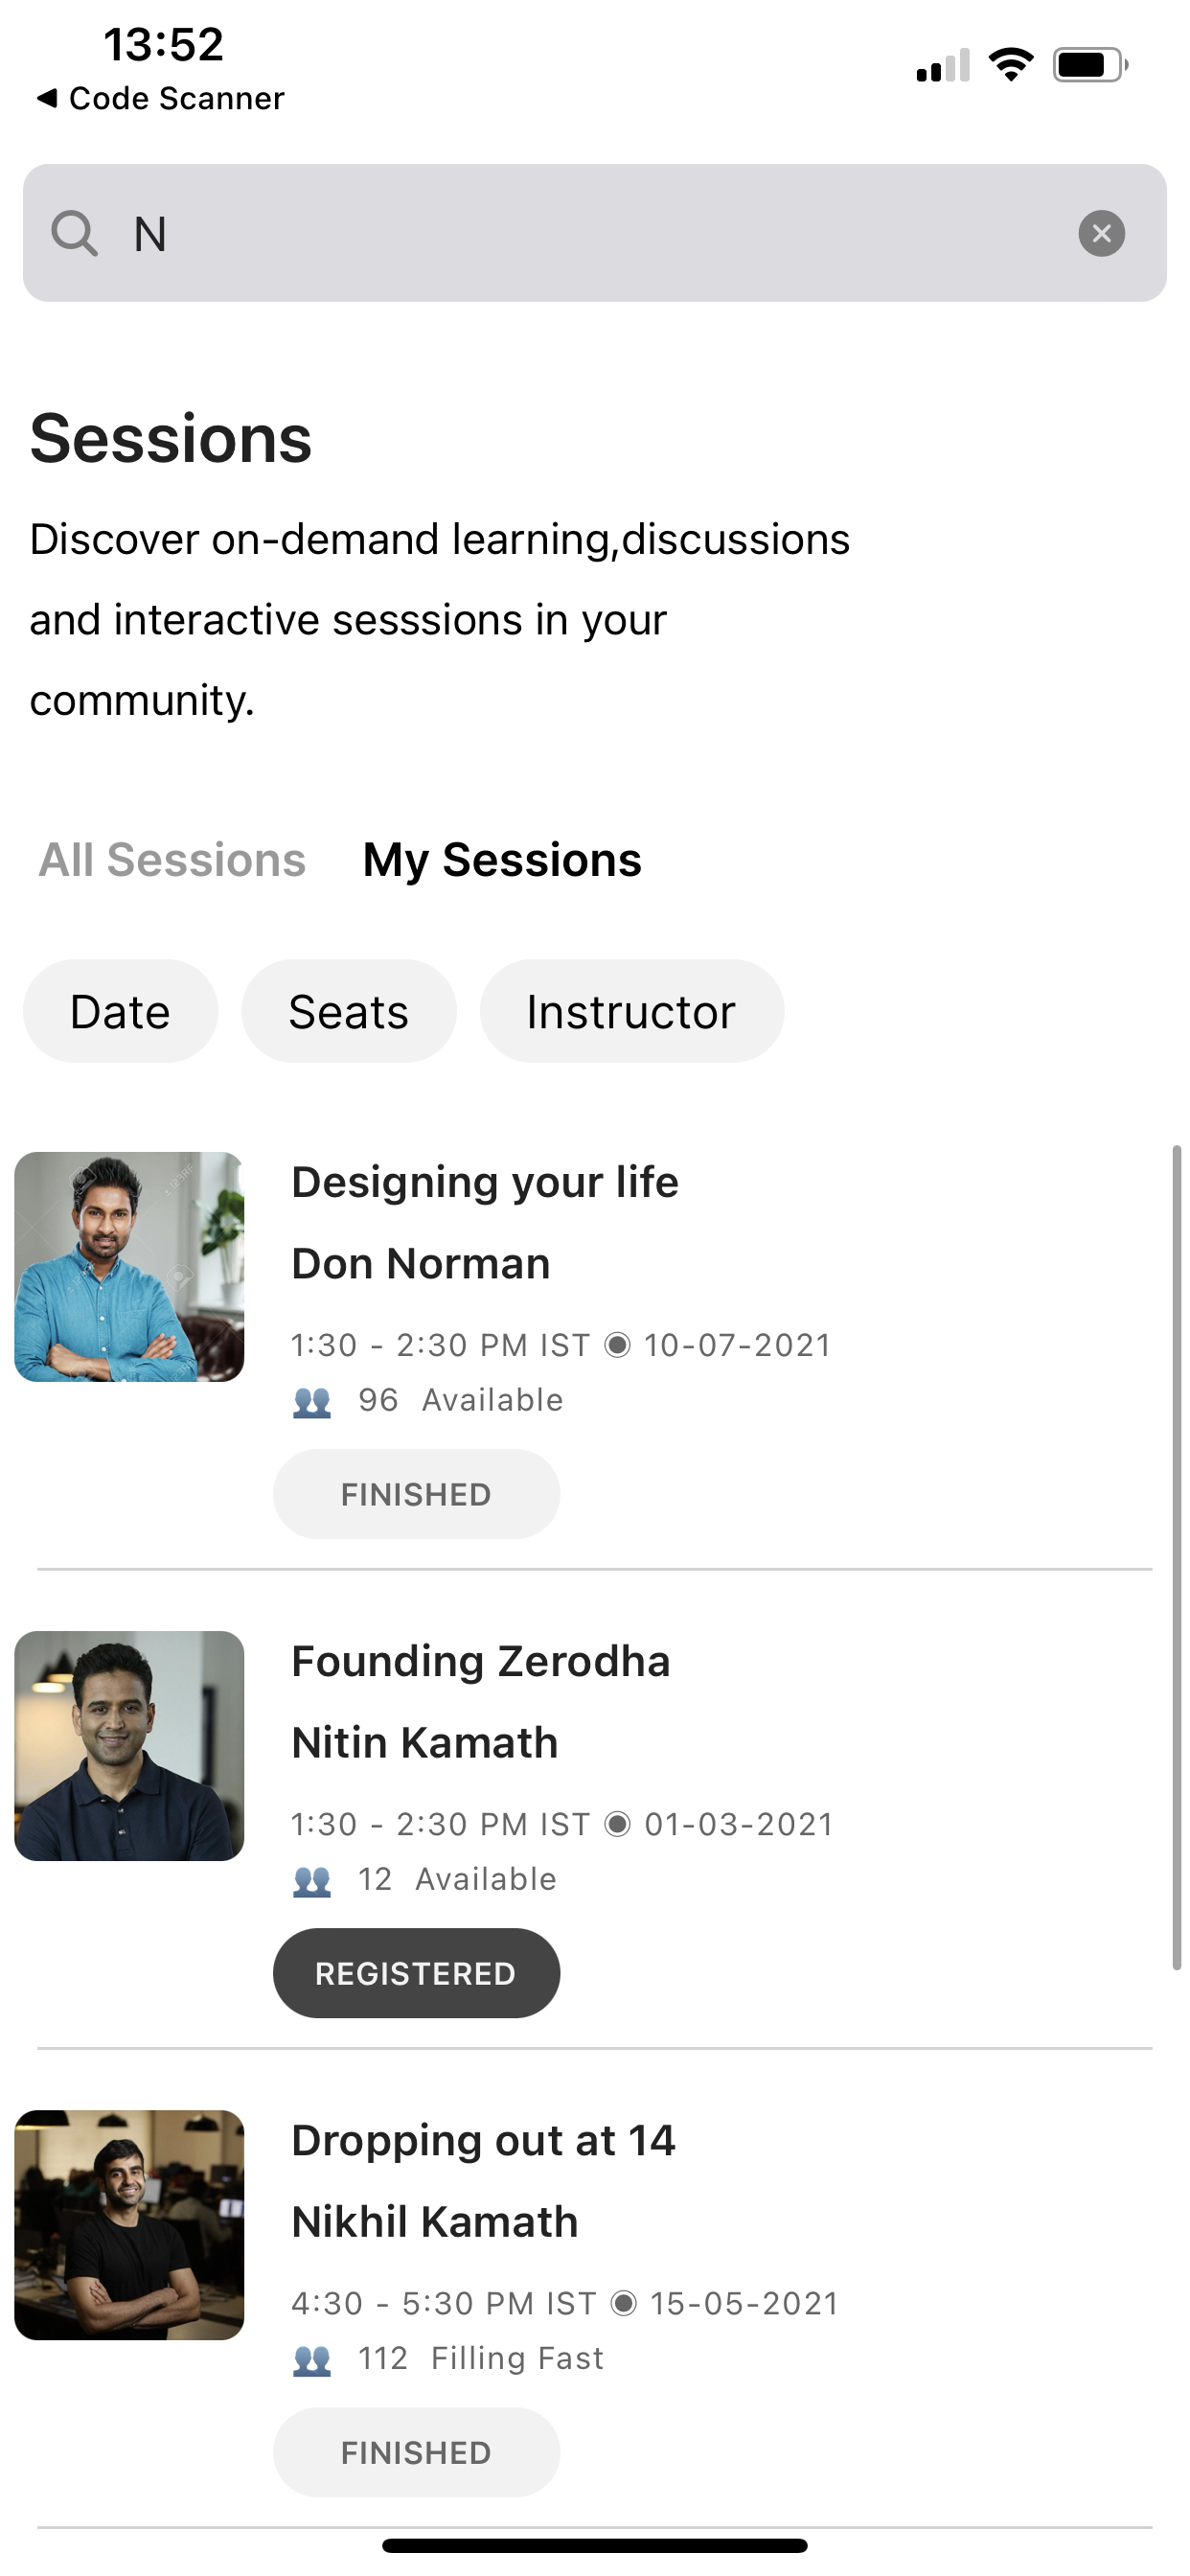 13:52
◀ Code Scanner
N
Sessions
Discover on-demand learning,discussions
and interactive sesssions in your
community.
All Sessions My Sessions
Date Seats Instructor
Designing your life
Don Norman
1:30 - 2:30 PM IST ◉ 10-07-2021
👥 96 Available
FINISHED
Founding Zerodha
Nitin Kamath
1:30 - 2:30 PM IST ◉ 01-03-2021
👥 12 Available
REGISTERED
Dropping out at 14
Nikhil Kamath
4:30 - 5:30 PM IST ◉ 15-05-2021
👥 112 Filling Fast
FINISHED